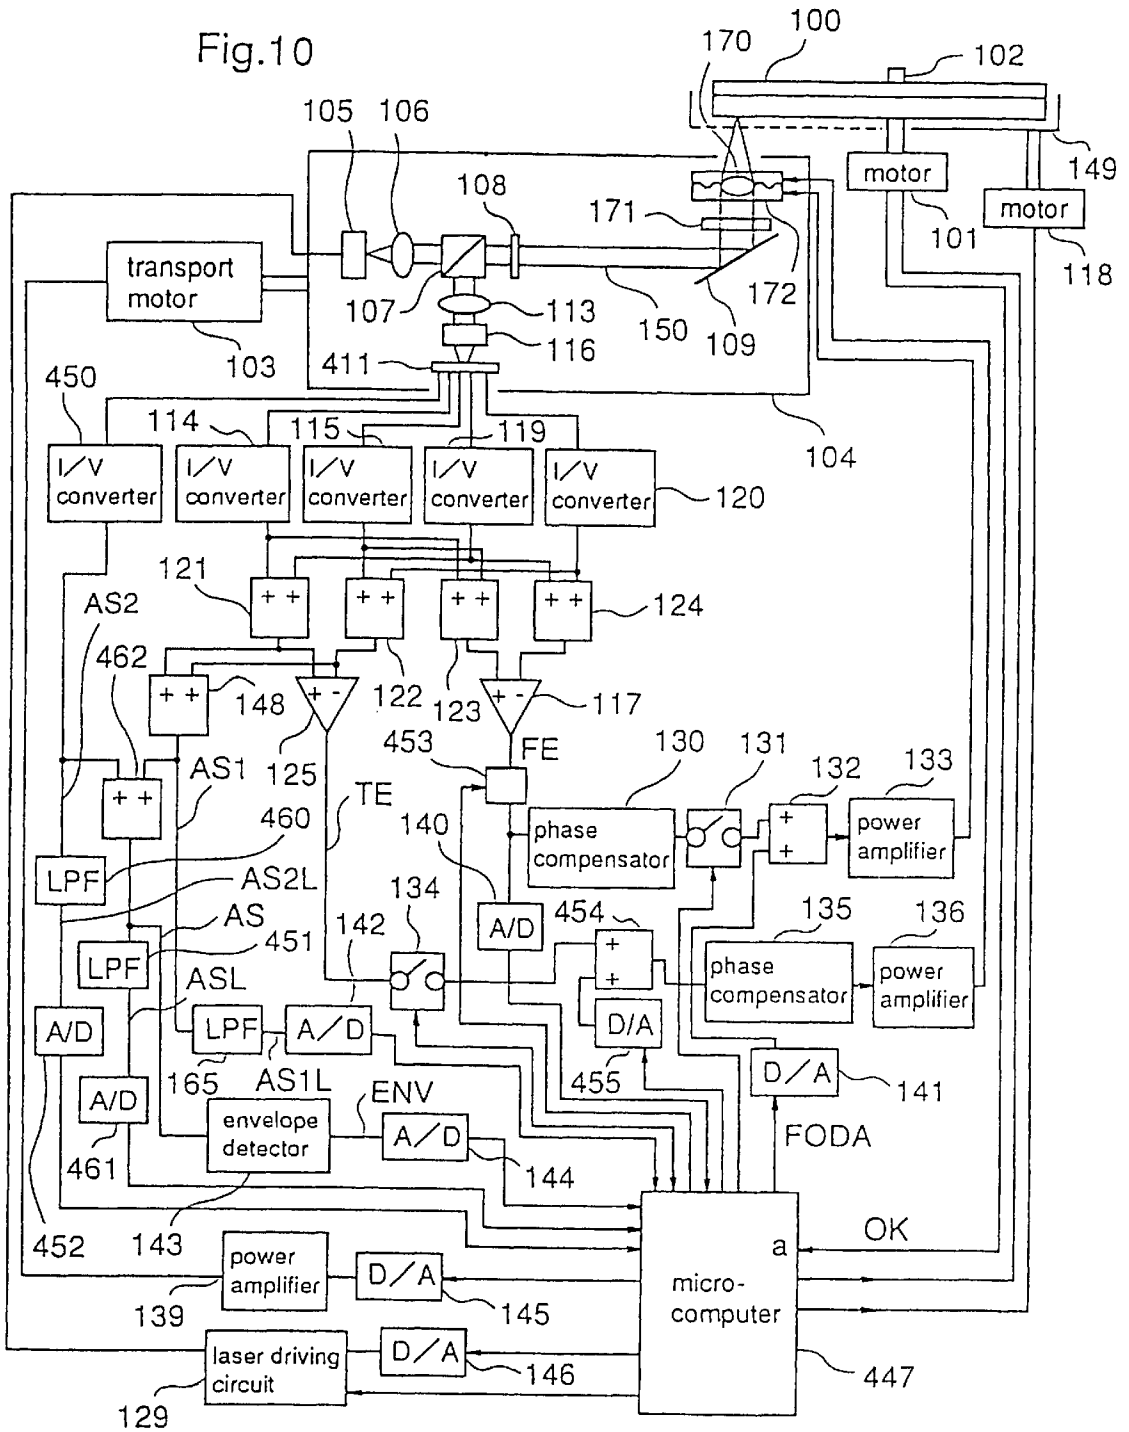 Fig.10
100
170
102
105
106
149
108
motor
101
171
motor
118
transport
motor
107
113
172
150
109
116
103
411
450
114
115
119
104
I/V
converter
I/V
converter
I/V
converter
I/V
converter
I/V
converter
120
121
+ +
+ +
+ +
+ +
124
AS2
462
122
123
148
+ +
+ -
+ -
117
125
453
FE
130
131
132
133
AS1
TE
+ +
460
140
phase
compensator
+
+
power
amplifier
LPF
AS2L
134
AS
142
A/D
454
135
136
451
+
+
LPF
phase
compensator
power
amplifier
ASL
A/D
LPF
A/D
D/A
165
AS1L
455
D/A
141
A/D
ENV
envelope
detector
A/D
FODA
461
144
452
143
a
OK
power
amplifier
D/A
micro-
computer
139
145
laser driving
circuit
D/A
146
447
129